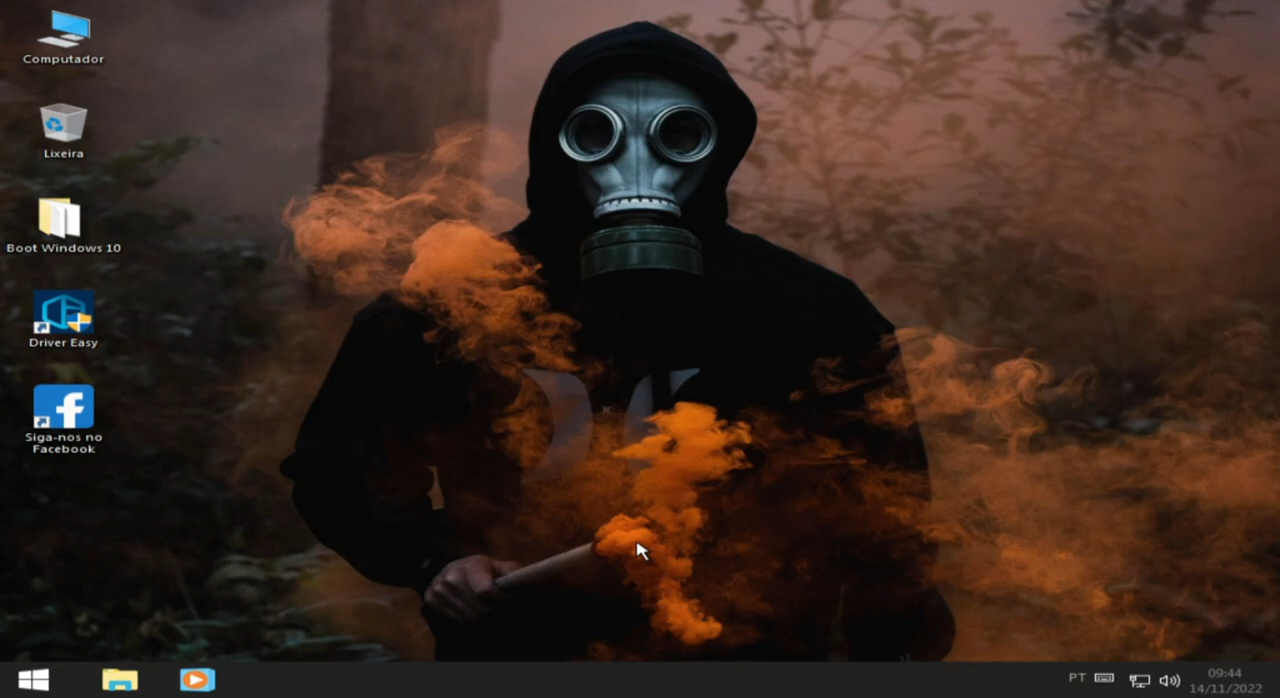 Computador
Lixeira
Boot Windows 10
Driver Easy
Siga-nos no
Facebook
PT
09:44
14/11/2022